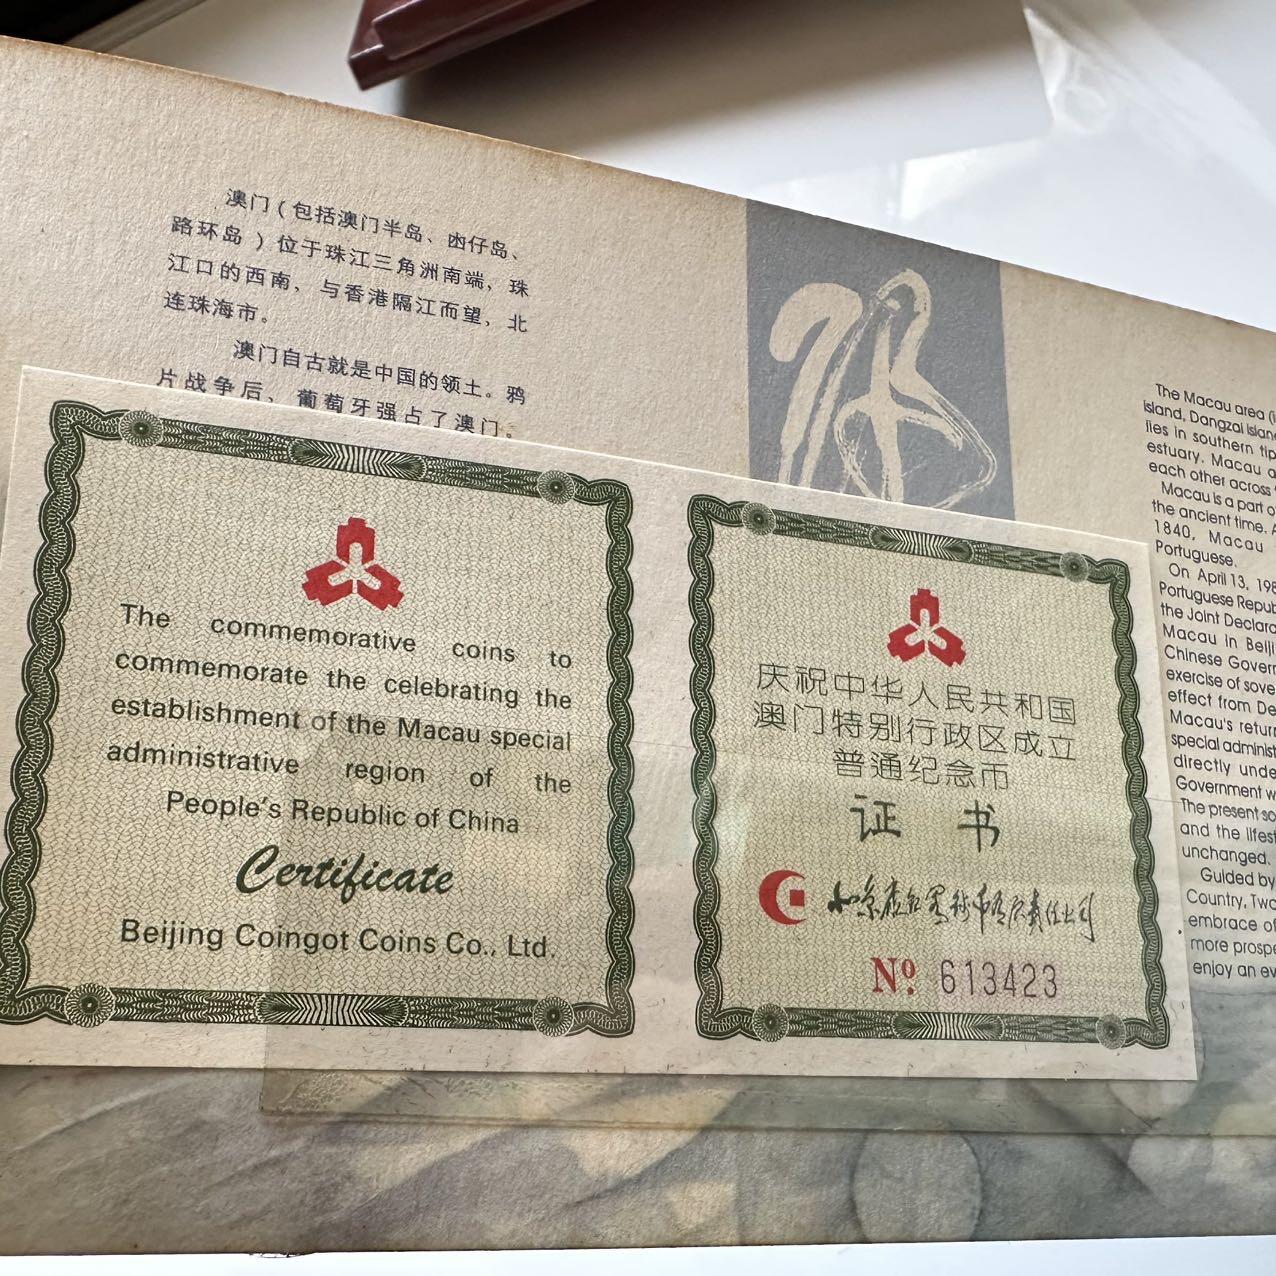 澳门（包括澳门半岛、凼仔岛、
路环岛）位于珠江三角洲南端，珠
江口的西南，与香港隔江而望，北
连珠海市。
澳门自古就是中国的领土。鸦
片战争后，葡萄牙强占了澳门。
The commemorative coins to
commemorate the celebrating the
establishment of the Macau special
administrative region of the
People's Republic of China
Certificate
Beijing Coingot Coins Co., Ltd.
庆祝中华人民共和国
澳门特别行政区成立
普通纪念币
证书
Nº 613423
The Macau area (i
island, Dangzai Island
lies in southern tip
estuary. Macau a
each other across
Macau is a part o
the ancient time. A
1840, Macau
Portuguese.
On April 13, 198
Portuguese Repub
the Joint Declara
Macau in Beiji
Chinese Govern
exercise of sove
effect from De
Macau's return
special administ
directly unde
Government w
The present so
and the lifest
unchanged.
Guided by
Country, Two
embrace of
more prospe
enjoy an ev